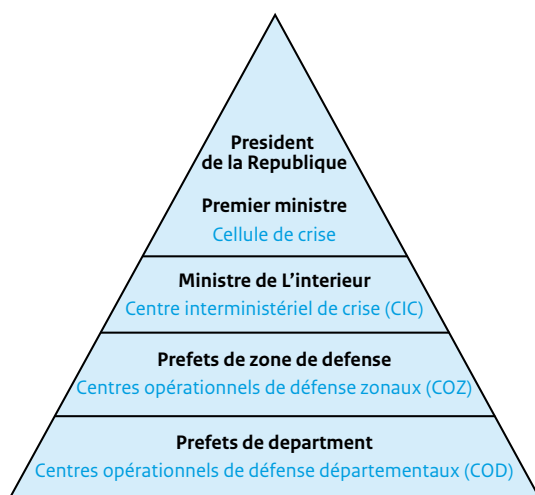 President
de la Republique
Premier ministre
Cellule de crise
Ministre de L'interieur
Centre interministériel de crise (CIC)
Prefets de zone de defense
Centres opérationnels de défense zonaux (COZ)
Prefets de department
Centres opérationnels de défense départementaux (COD)